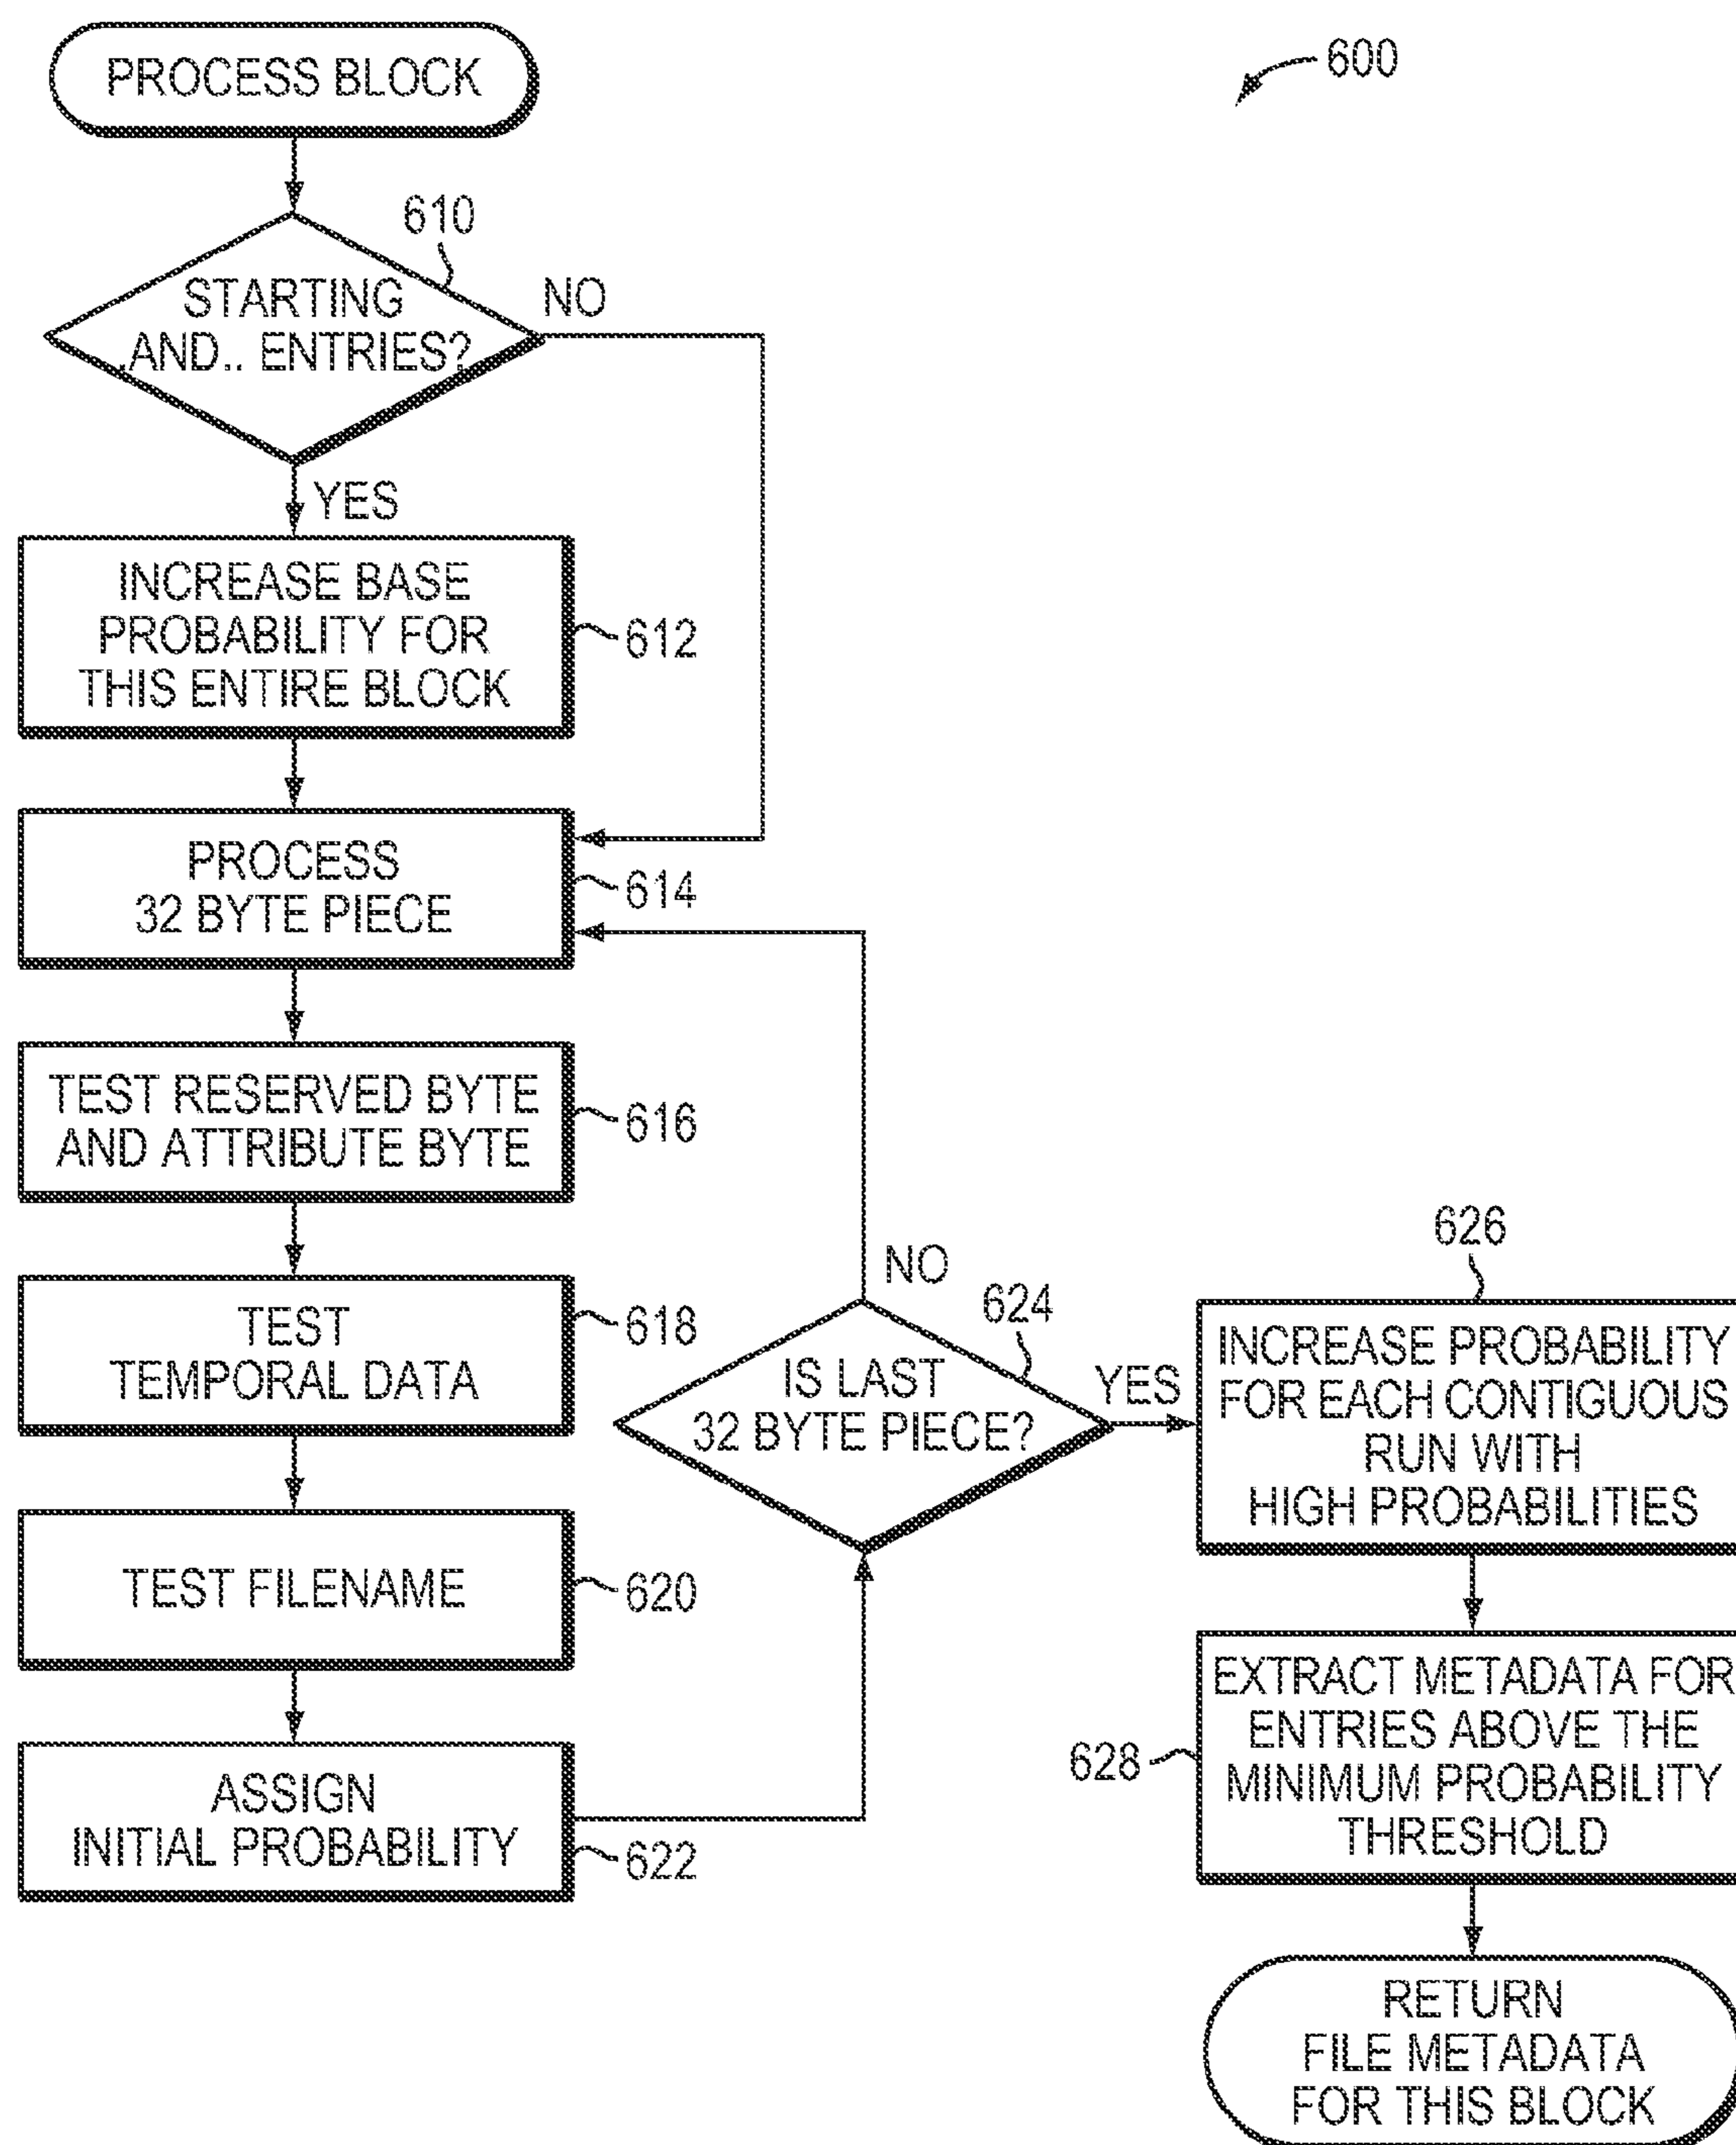 PROCESS BLOCK
600
610
STARTING
.AND.. ENTRIES?
NO
YES
INCREASE BASE
PROBABILITY FOR
THIS ENTIRE BLOCK
612
PROCESS
32 BYTE PIECE
614
TEST RESERVED BYTE
AND ATTRIBUTE BYTE
616
TEST
TEMPORAL DATA
618
TEST FILENAME
620
ASSIGN
INITIAL PROBABILITY
622
NO
624
IS LAST
32 BYTE PIECE?
YES
626
INCREASE PROBABILITY
FOR EACH CONTIGUOUS
RUN WITH
HIGH PROBABILITIES
EXTRACT METADATA FOR
ENTRIES ABOVE THE
MINIMUM PROBABILITY
THRESHOLD
628
RETURN
FILE METADATA
FOR THIS BLOCK